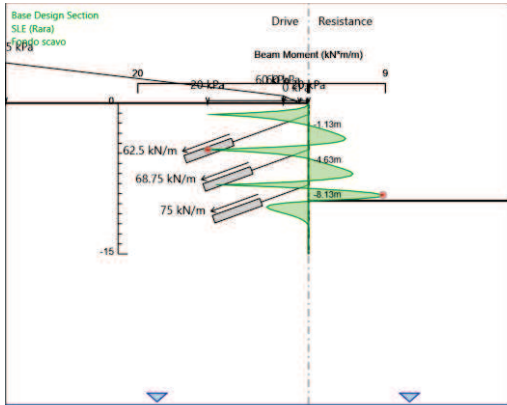 Base Design Section
SLE (Rara)
Fondo scavo
Drive
Resistance
5 kPa
Beam Moment (kN*m/m)
20
9
20 kPa
20 kPa
0
-1.13m
62.5 kN/m
-4.63m
68.75 kN/m
-8.13m
75 kN/m
-15